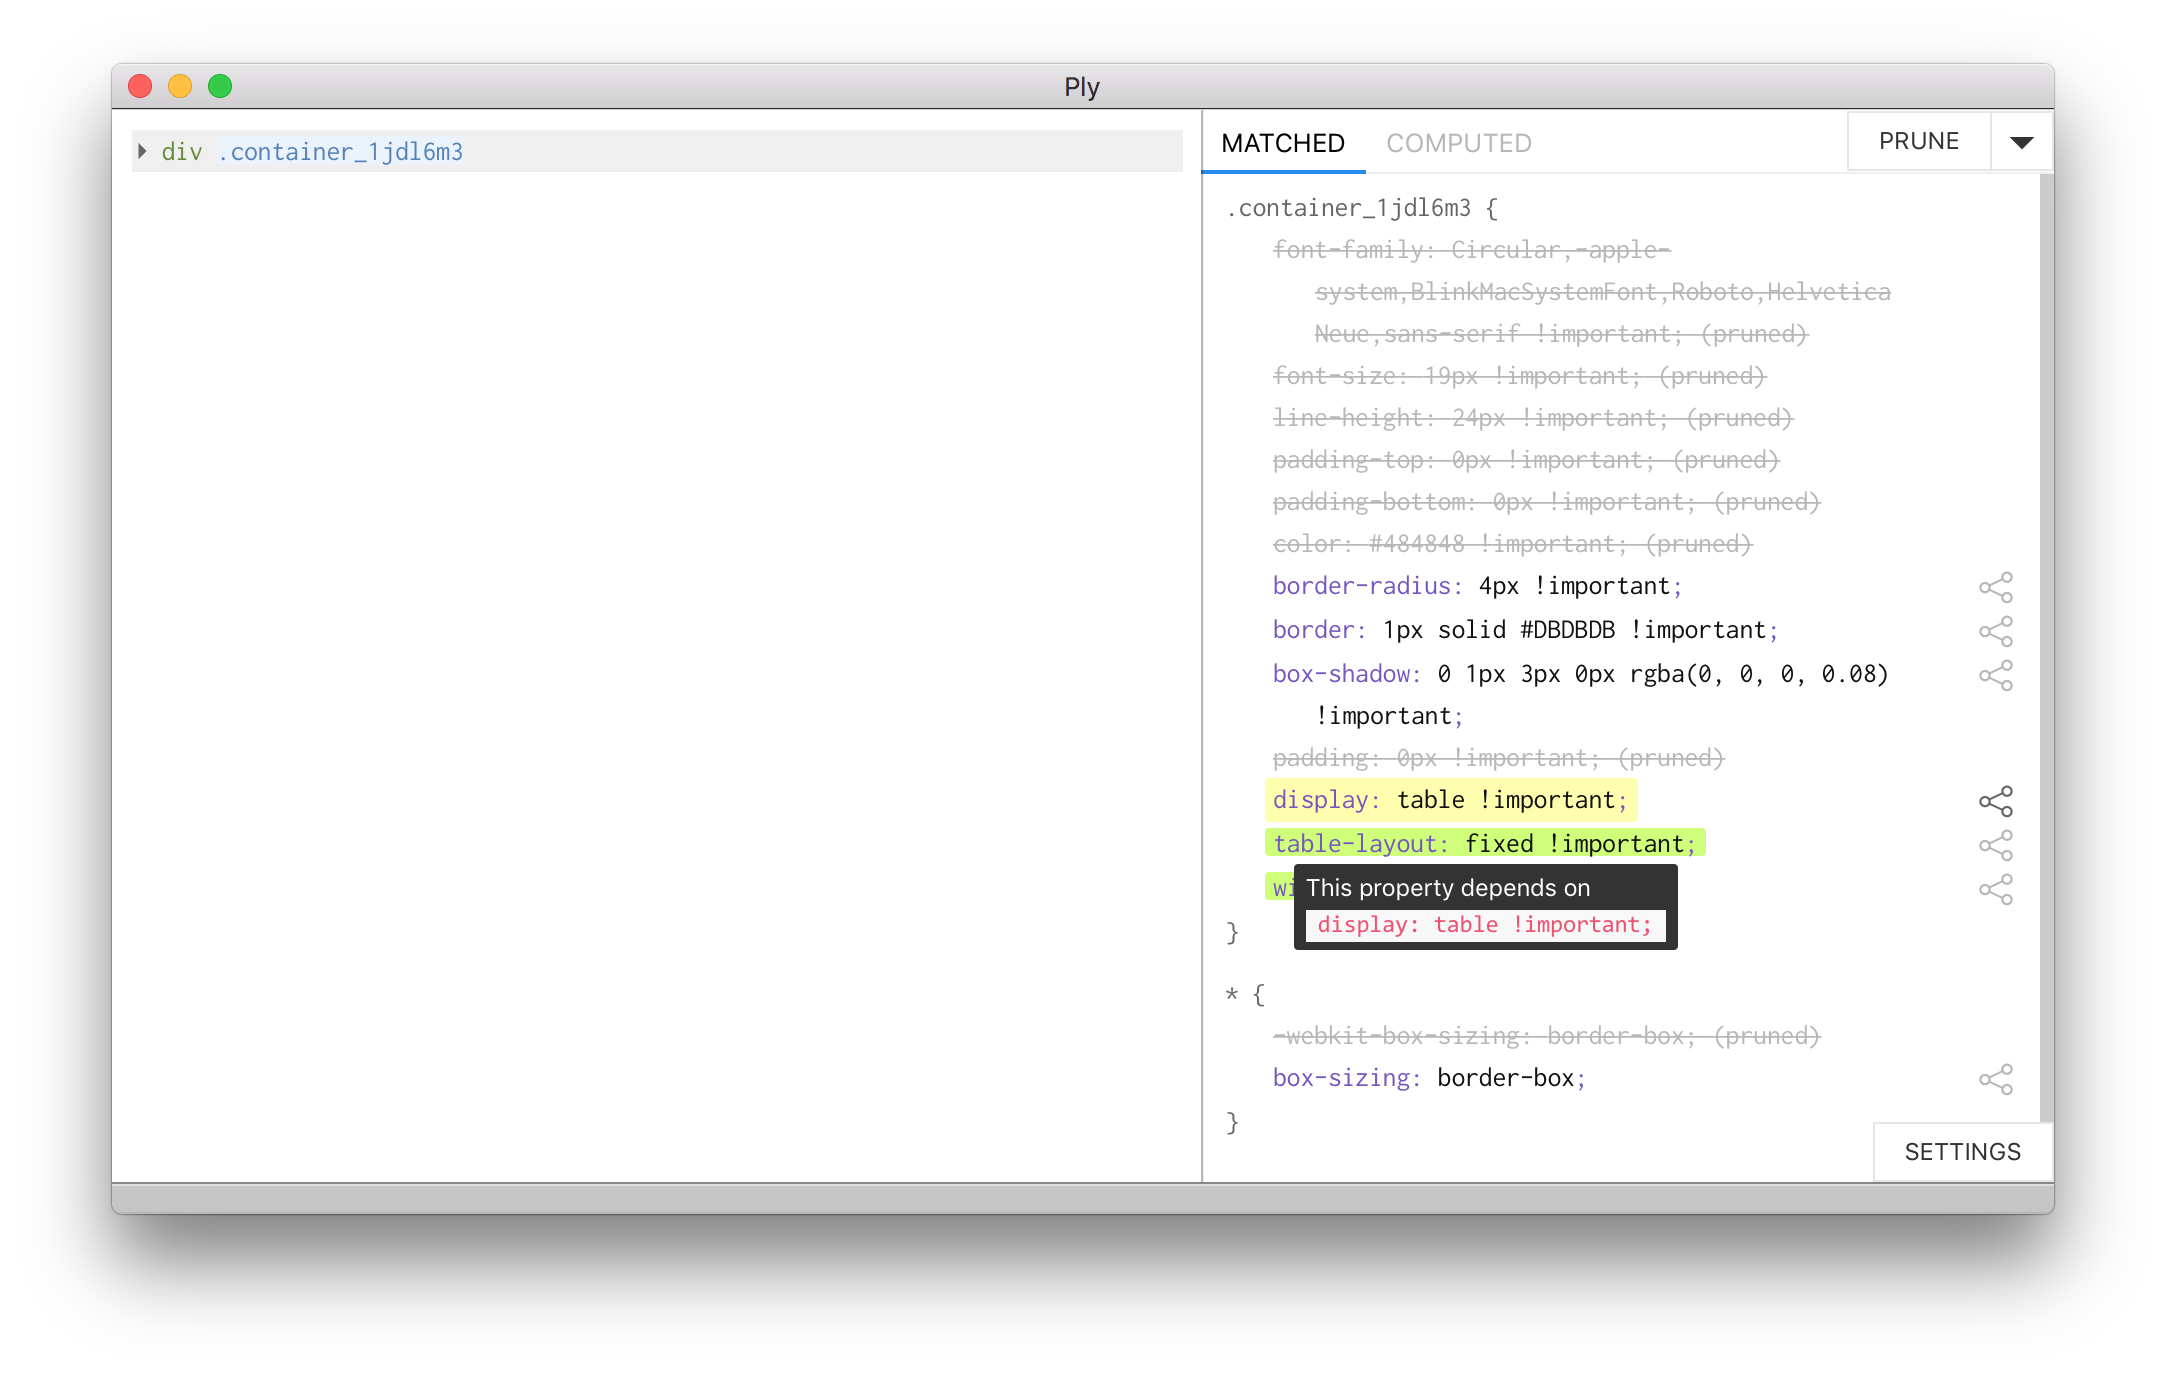 Ply
div .container_1jdl6m3
MATCHED COMPUTED PRUNE
.container_1jdl6m3 {
font-family: Circular,-apple-
system,BlinkMacSystemFont,Roboto,Helvetica
Neue,sans-serif !important; (pruned)
font-size: 19px !important; (pruned)
line-height: 24px !important; (pruned)
padding-top: 0px !important; (pruned)
padding-bottom: 0px !important; (pruned)
color: #484848 !important; (pruned)
border-radius: 4px !important;
border: 1px solid #DBDBDB !important;
box-shadow: 0 1px 3px 0px rgba(0, 0, 0, 0.08)
!important;
padding: 0px !important; (pruned)
display: table !important;
table-layout: fixed !important;
This property depends on
display: table !important;
}
* {
-webkit-box-sizing: border-box; (pruned)
box-sizing: border-box;
}
SETTINGS